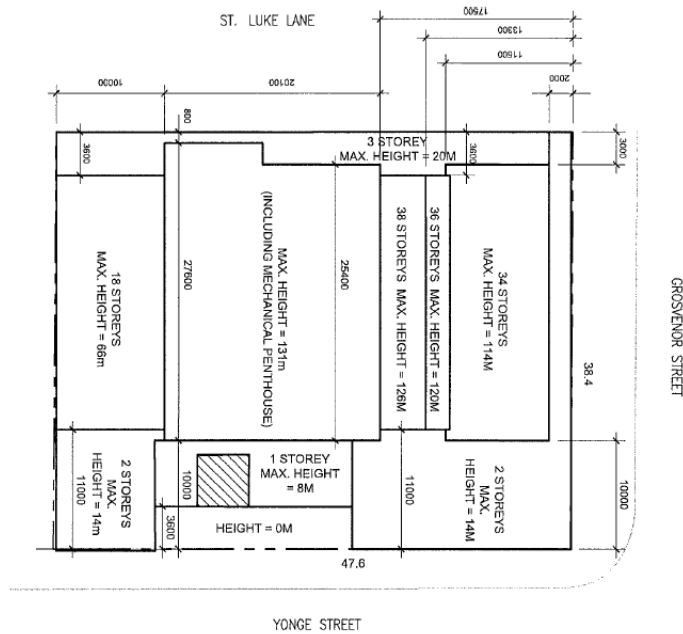 ST. LUKE LANE
17500
13300
11500
2000
10000
20100
800
3600
3 STOREY
MAX. HEIGHT = 20M
3600
3000
18 STOREYS
MAX. HEIGHT = 66m
27600
MAX. HEIGHT = 131m
(INCLUDING MECHANICAL PENTHOUSE)
25400
38 STOREYS MAX. HEIGHT = 126M
36 STOREYS MAX. HEIGHT = 120M
34 STOREYS
MAX. HEIGHT = 114M
38.4
GROSVENOR STREET
2 STOREYS
MAX.
HEIGHT = 14m
11000
10000
1 STOREY
MAX. HEIGHT
= 8M
11000
2 STOREYS
MAX.
HEIGHT = 14M
10000
3600
HEIGHT = 0M
47.6
YONGE STREET